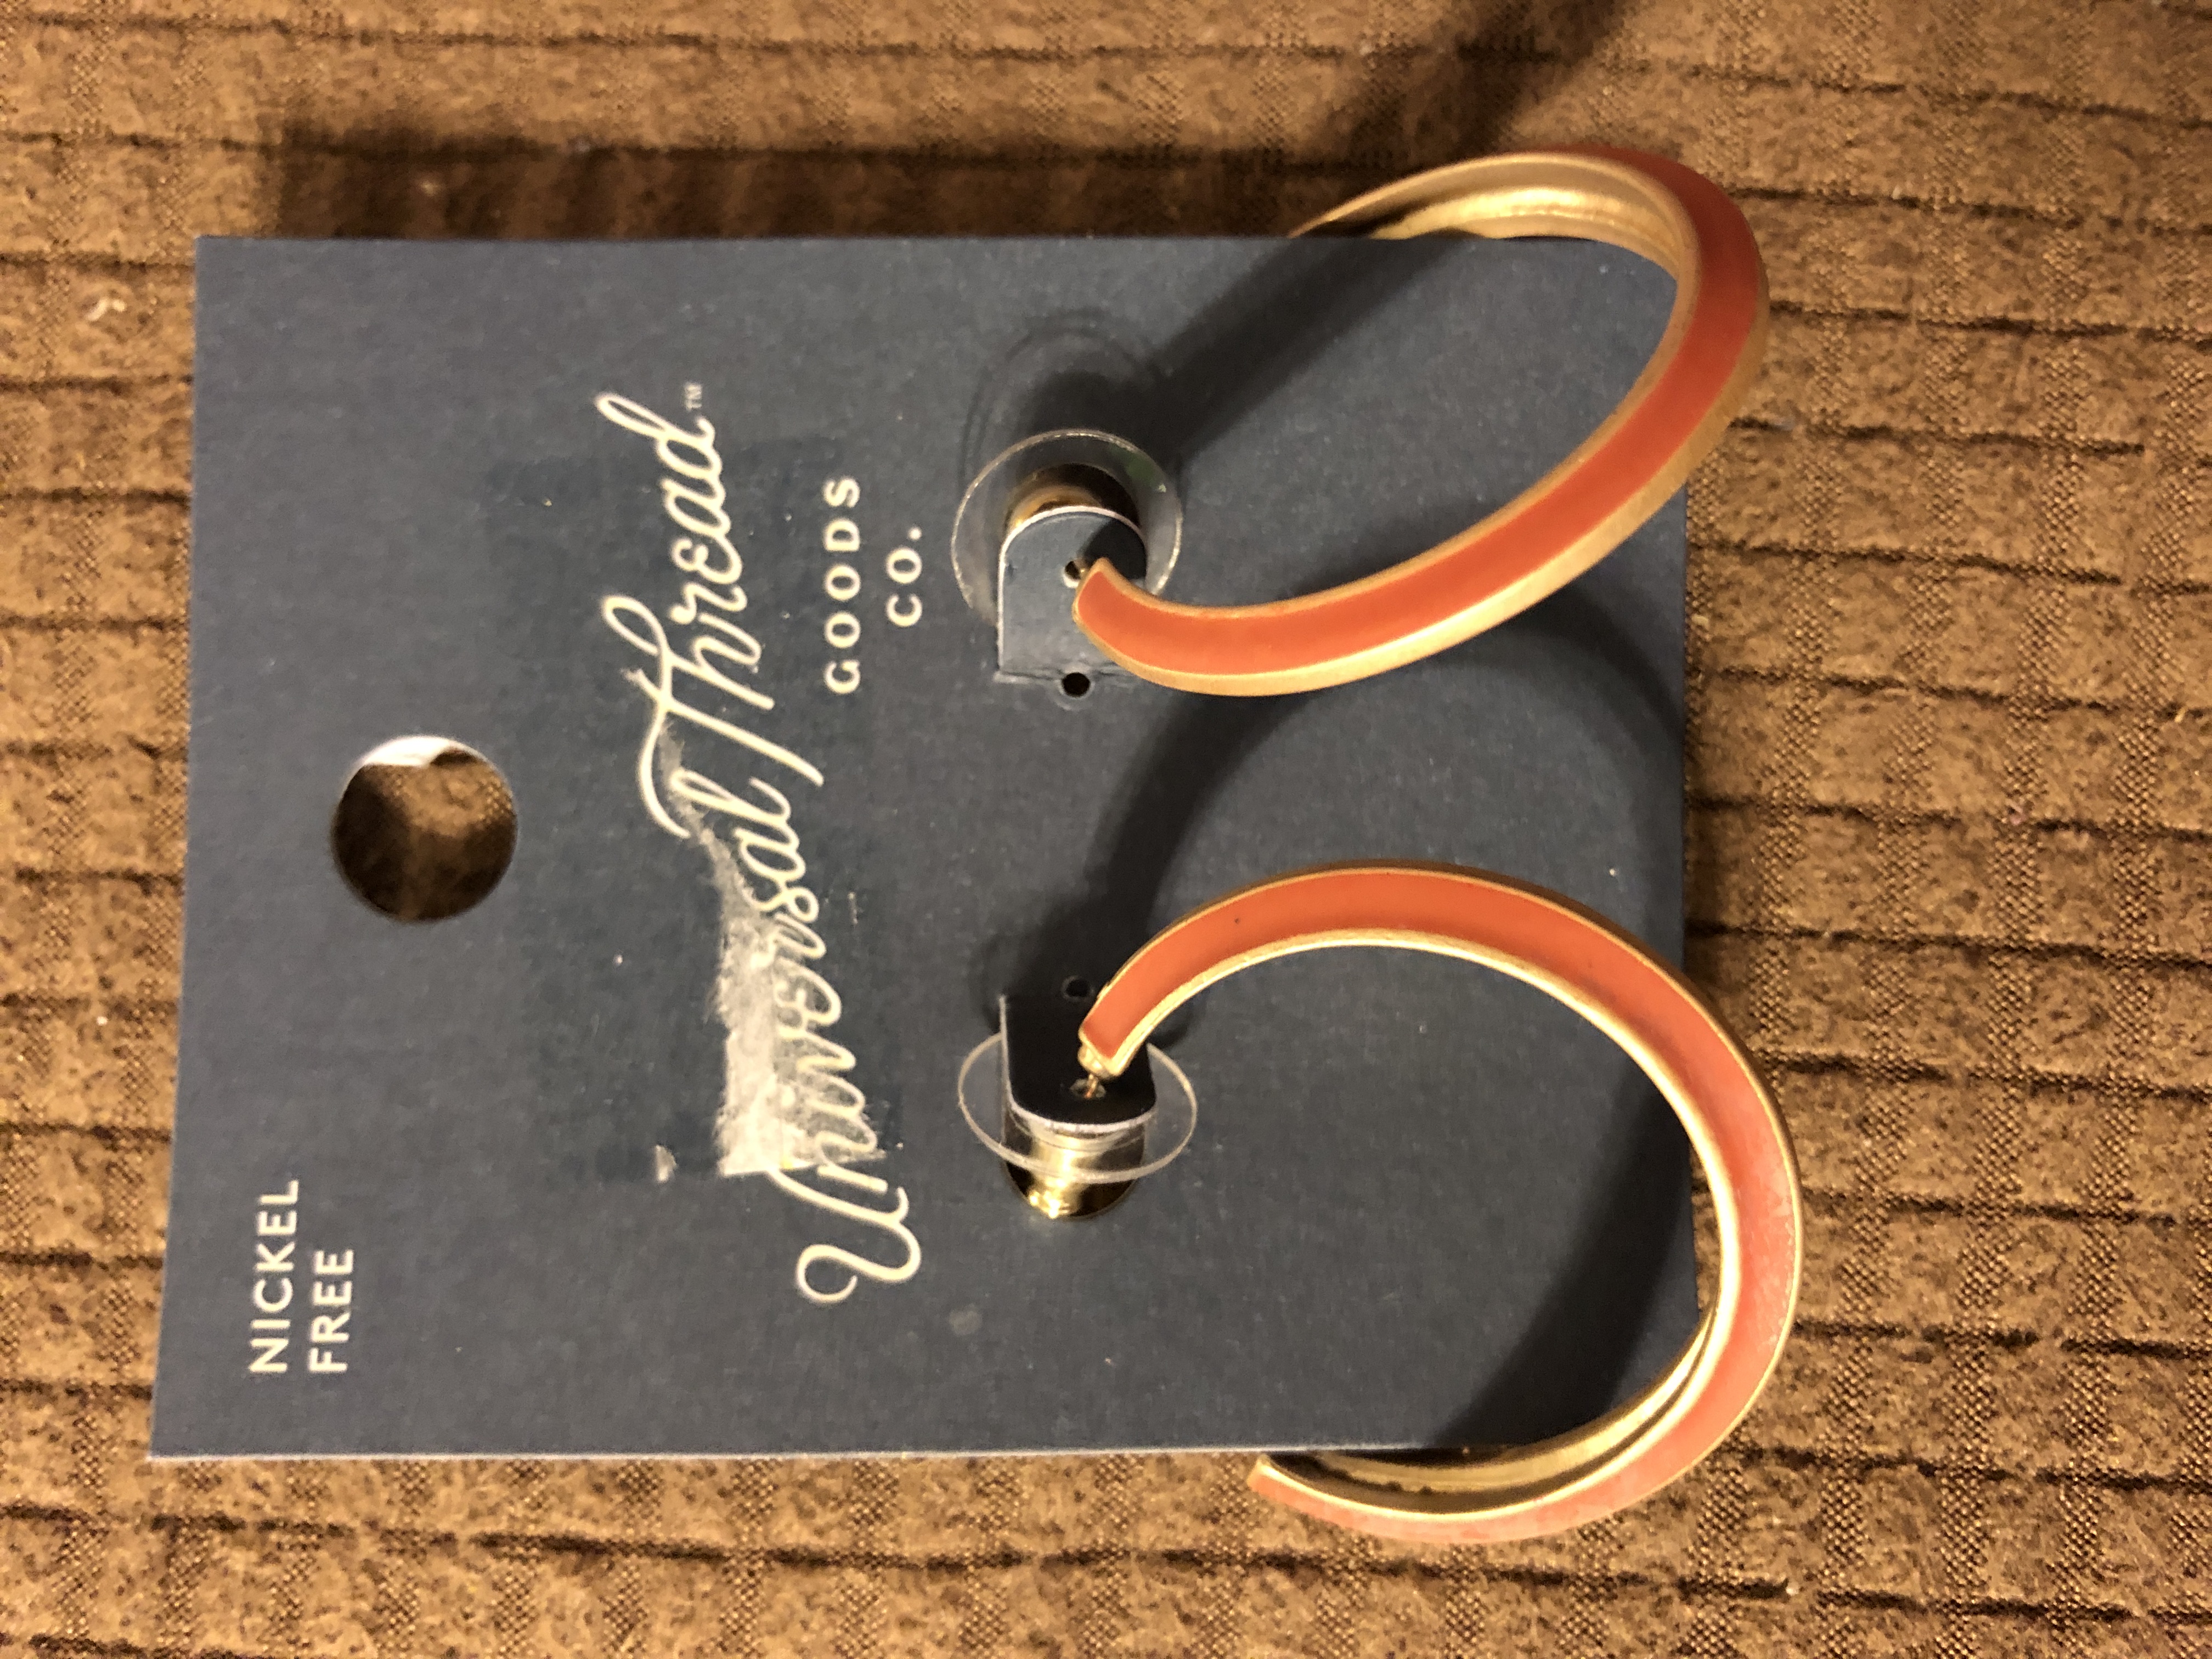 NICKEL
FREE
Universal Thread™
GOODS
CO.